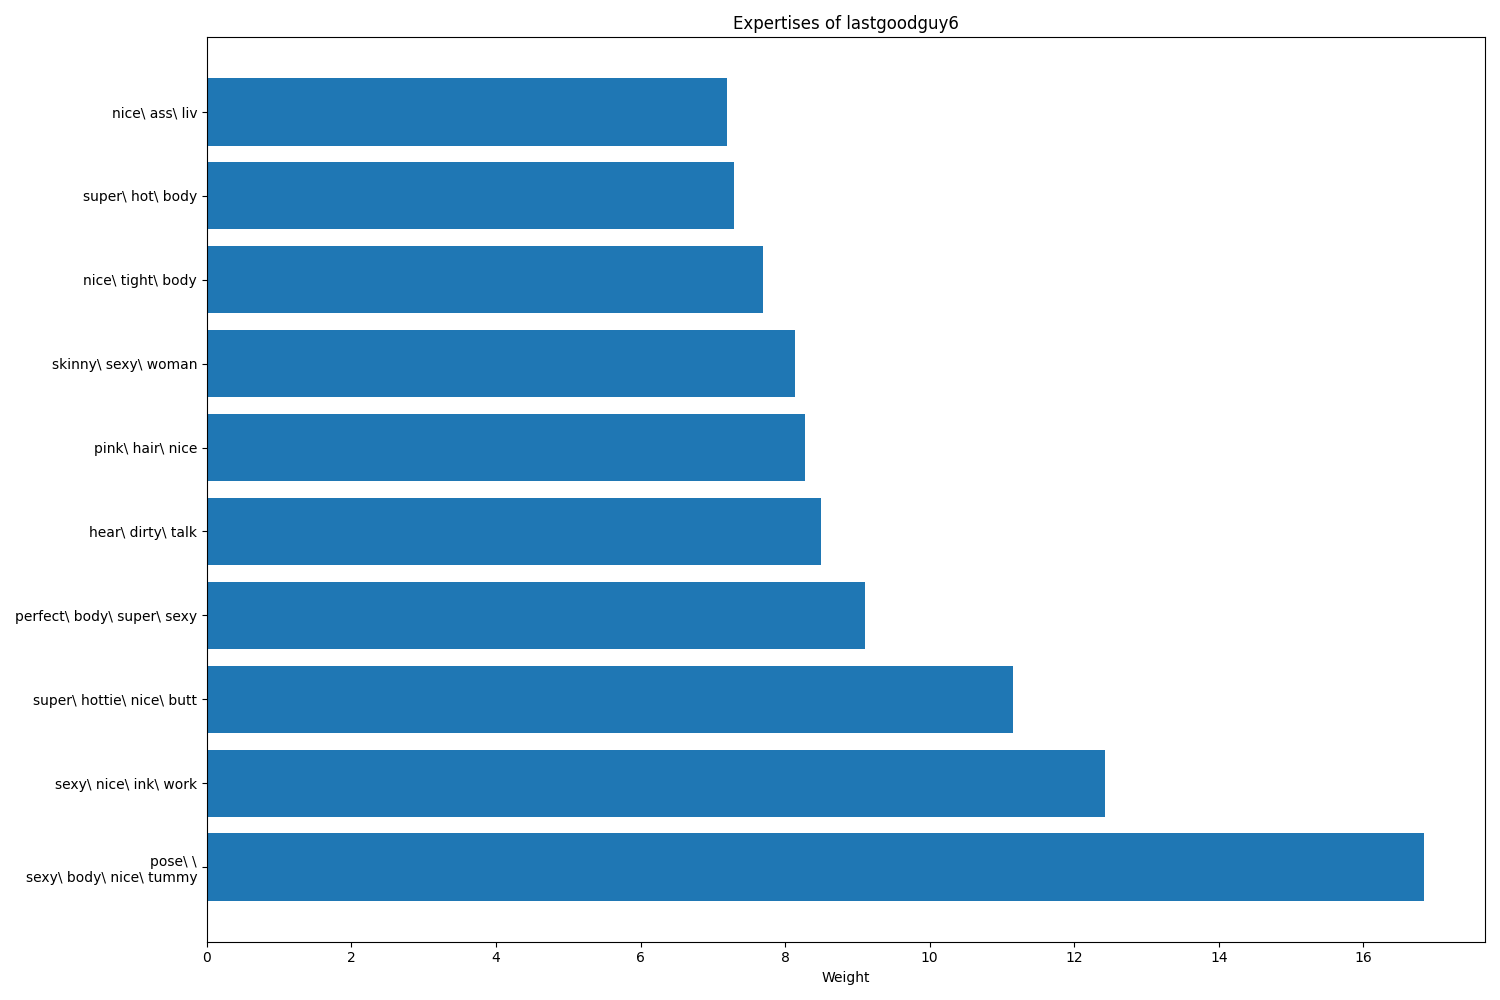 Expertises of lastgoodguy6
nice\ ass\ liv
super\ hot\ body
nice\ tight\ body
skinny\ sexy\ woman
pink\ hair\ nice
hear\ dirty\ talk
perfect\ body\ super\ sexy
super\ hottie\ nice\ butt
sexy\ nice\ ink\ work
pose\ \
sexy\ body\ nice\ tummy
0 2 4 6 8 10 12 14 16
Weight